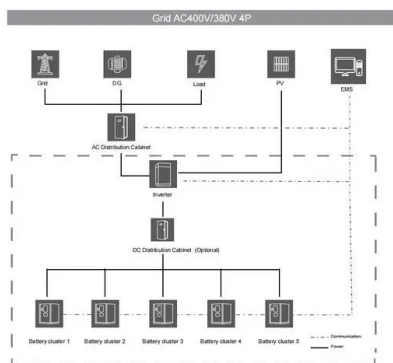 Grid AC400V/380V 4P
Grid
DG
Load
PV
EMS
AC Distribution Cabinet
Inverter
DC Distribution Cabinet (Optional)
Battery cluster 1
Battery cluster 2
Battery cluster 3
Battery cluster 4
Battery cluster 5
Communication
Power